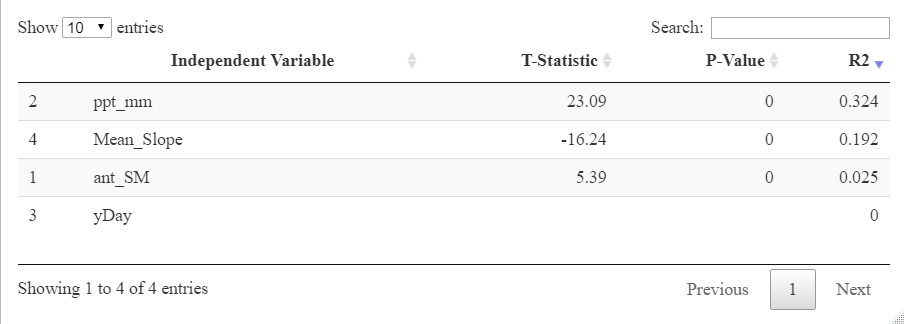 Show 10 entries Search:
Independent Variable T-Statistic P-Value R2
2 ppt_mm 23.09 0 0.324
4 Mean_Slope -16.24 0 0.192
1 ant_SM 5.39 0 0.025
3 yDay 0
Showing 1 to 4 of 4 entries Previous 1 Next